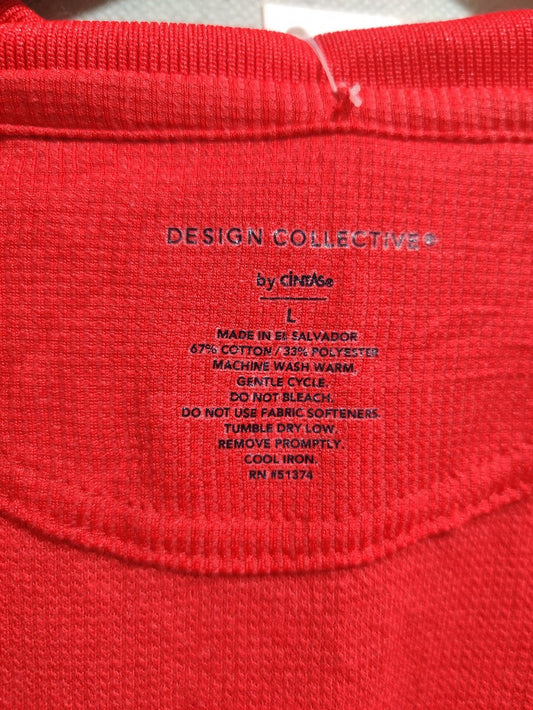 DESIGN COLLECTIVE®
by CINTAS®
L
MADE IN El SALVADOR
67% COTTON / 33% POLYESTER
MACHINE WASH WARM.
GENTLE CYCLE.
DO NOT BLEACH.
DO NOT USE FABRIC SOFTENERS.
TUMBLE DRY LOW.
REMOVE PROMPTLY.
COOL IRON.
RN #51374